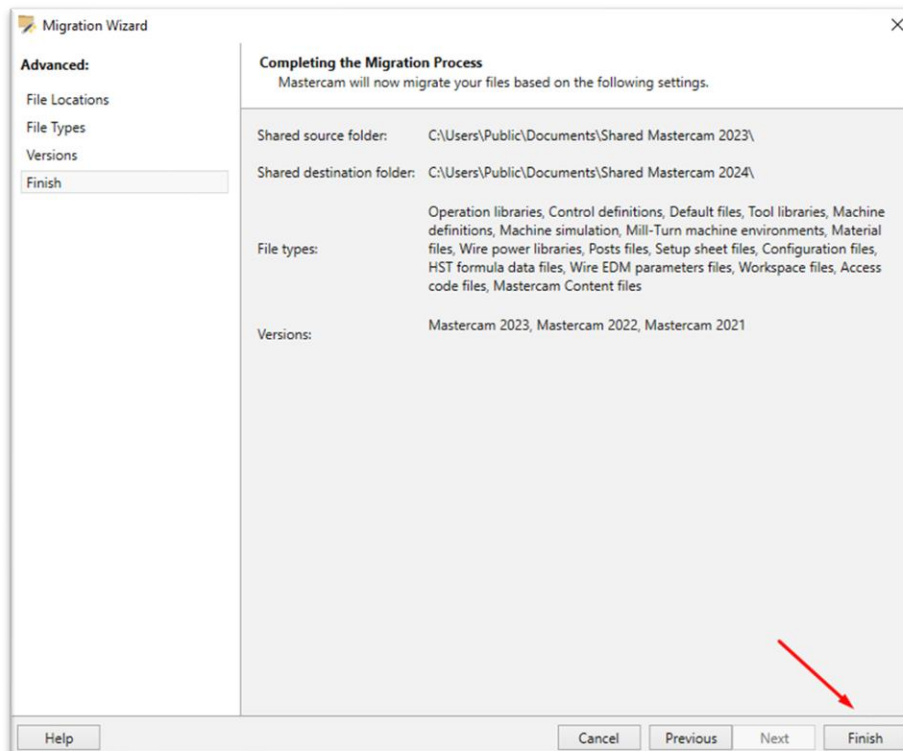 Migration Wizard
Advanced:
File Locations
File Types
Versions
Finish
Completing the Migration Process
Mastercam will now migrate your files based on the following settings.
Shared source folder: C:\Users\Public\Documents\Shared Mastercam 2023\
Shared destination folder: C:\Users\Public\Documents\Shared Mastercam 2024\
File types:
Operation libraries, Control definitions, Default files, Tool libraries, Machine
definitions, Machine simulation, Mill-Turn machine environments, Material
files, Wire power libraries, Posts files, Setup sheet files, Configuration files,
HST formula data files, Wire EDM parameters files, Workspace files, Access
code files, Mastercam Content files
Versions: Mastercam 2023, Mastercam 2022, Mastercam 2021
Help Cancel Previous Next Finish